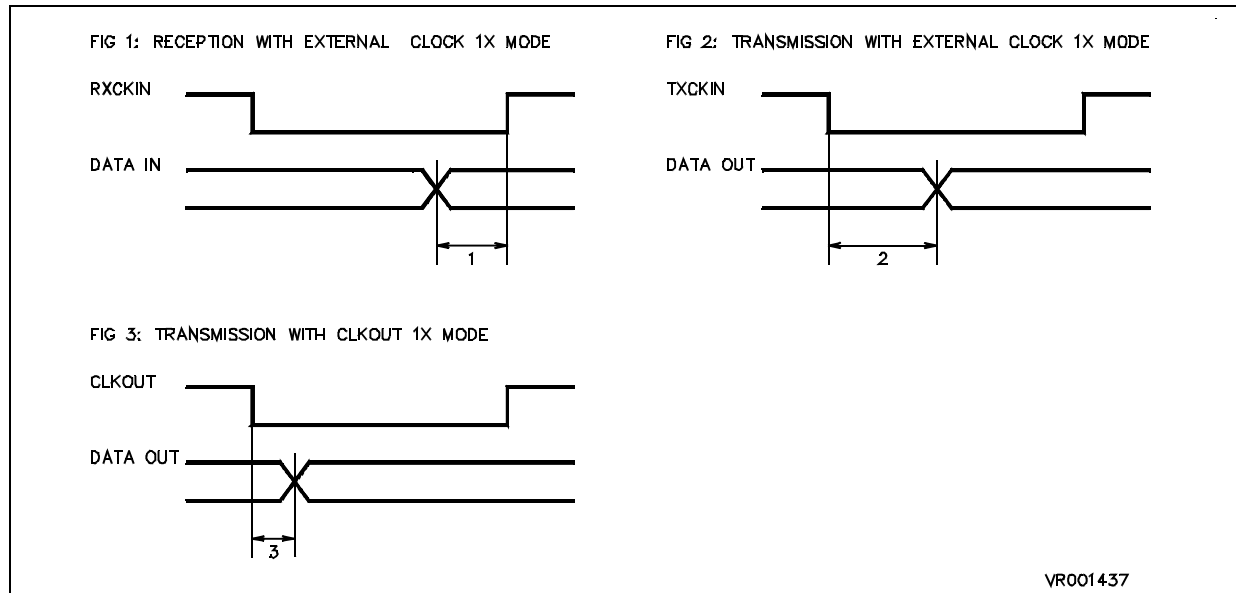 FIG 1: RECEPTION WITH EXTERNAL CLOCK 1X MODE
RXCKIN
DATA IN
1
FIG 2: TRANSMISSION WITH EXTERNAL CLOCK 1X MODE
TXCKIN
DATA OUT
2
FIG 3: TRANSMISSION WITH CLKOUT 1X MODE
CLKOUT
DATA OUT
3
VR001437